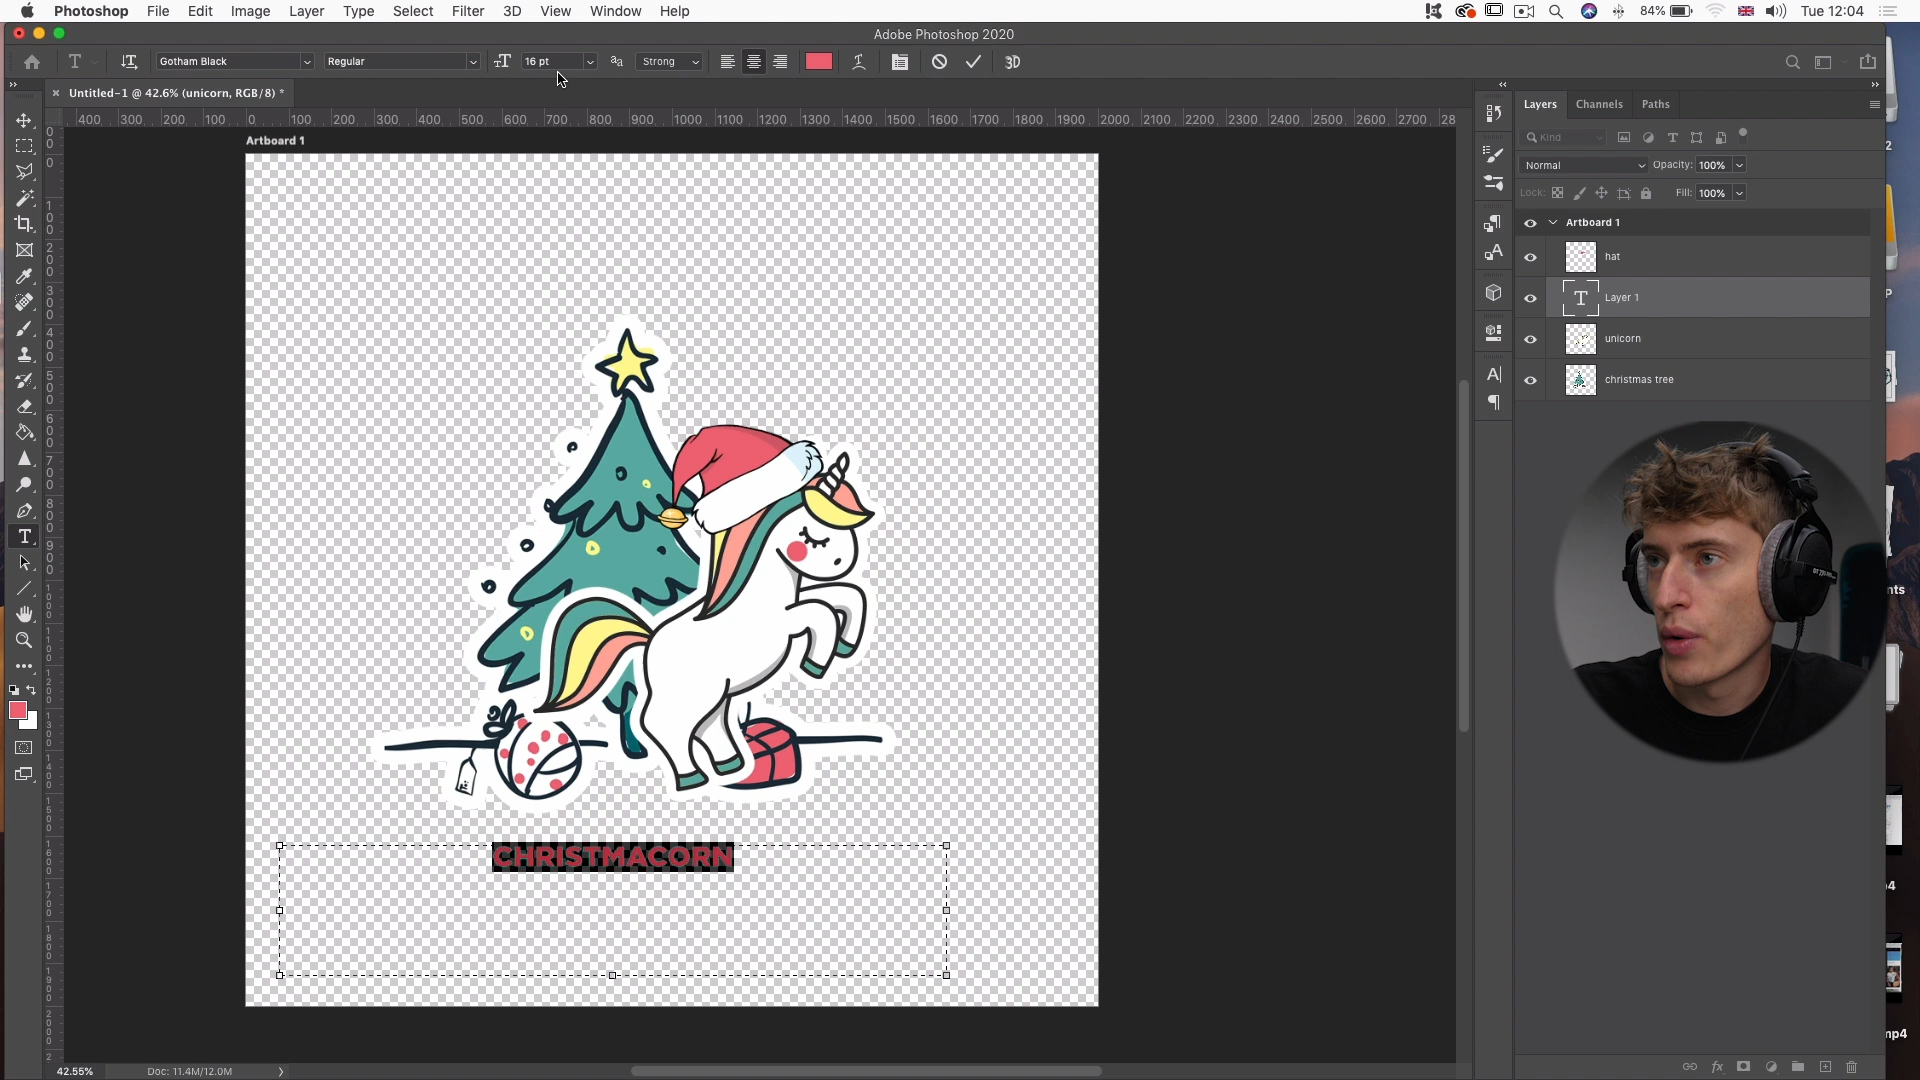 Photoshop File Edit Image Layer Type Select Filter 3D View Window Help 84% Tue 12:04
Adobe Photoshop 2020
T Gotham Black Regular 16 pt Strong 3D
Untitled-1 @ 42.6% (unicorn, RGB/8) *
400 300 200 100 0 100 200 300 400 500 600 700 800 900 1000 1100 1200 1300 1400 1500 1600 1700 1800 1900 2000 2100 2200 2300 2400 2500 2600 2700 28
Artboard 1
CHRISTMACORN
Layers Channels Paths
Kind
Normal Opacity: 100%
Lock: Fill: 100%
Artboard 1
hat
T Layer 1
unicorn
christmas tree
nts
mp4
42.55% Doc: 11.4M/12.0M